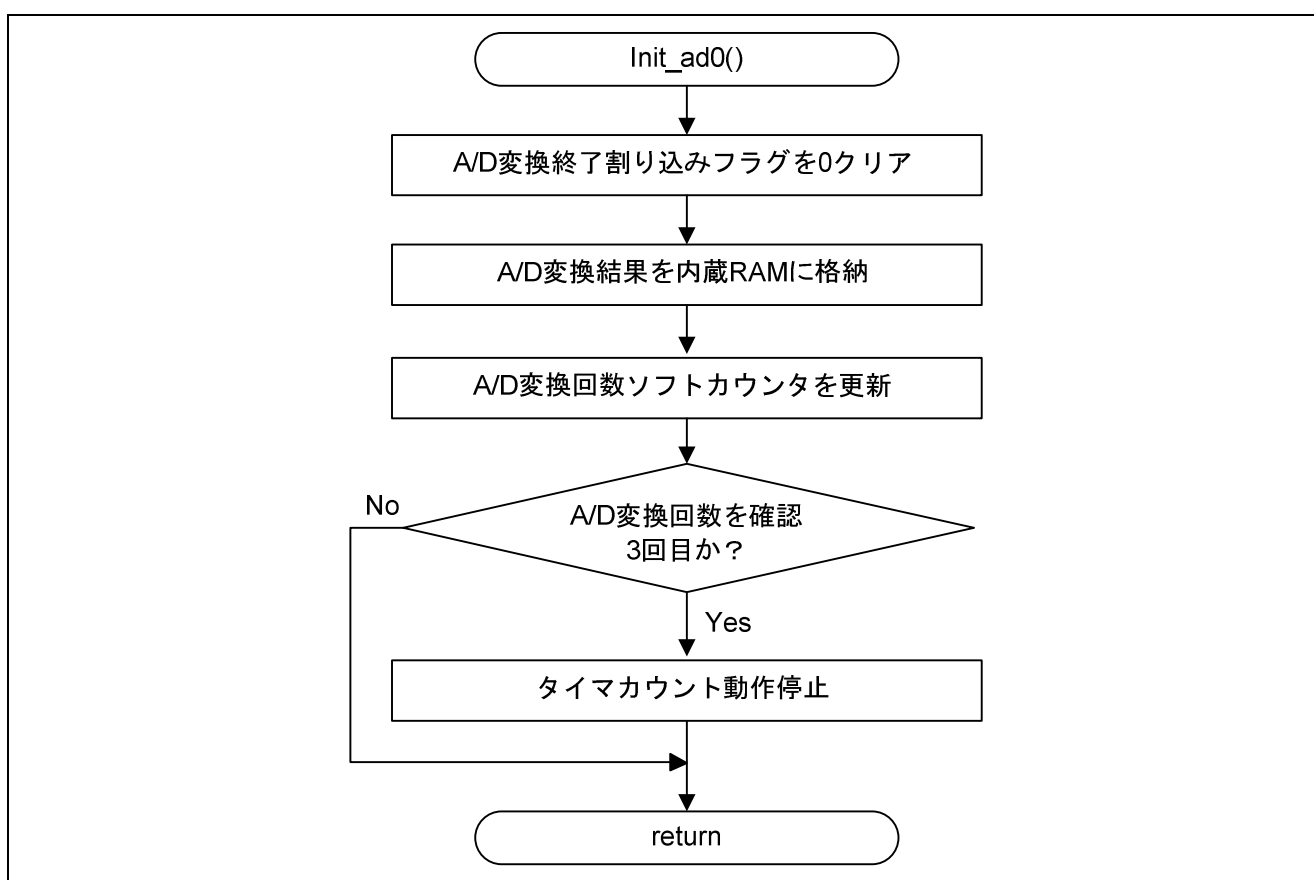 Init_ad0()
A/D変換終了割り込みフラグを0クリア
A/D変換結果を内蔵RAMに格納
A/D変換回数ソフトカウンタを更新
No
A/D変換回数を確認
3回目か？
Yes
タイマカウント動作停止
return